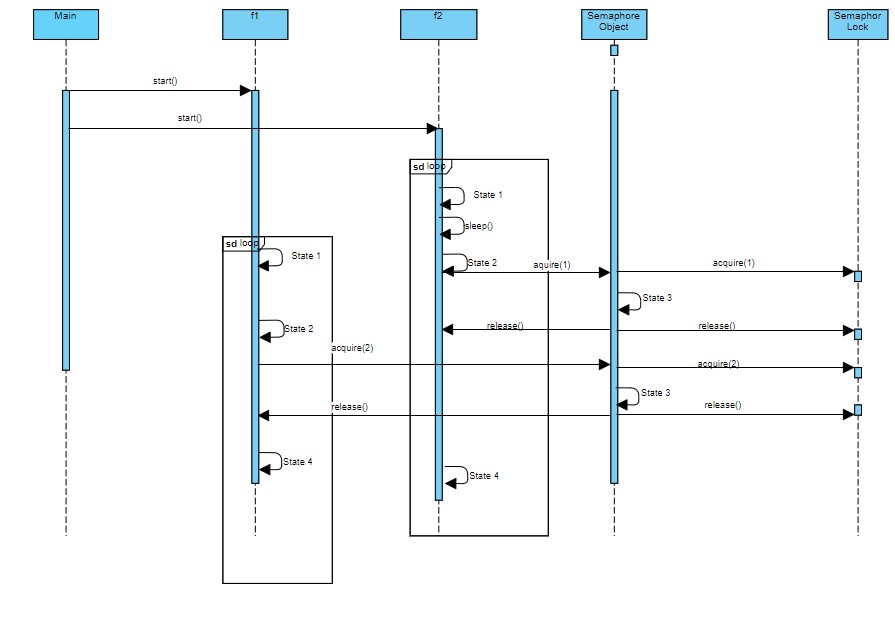 Main
f1
f2
Semaphore
Object
Semaphor
Lock
start()
start()
sd loop
State 1
sleep()
sd loop
State 1
State 2
aquire(1)
acquire(1)
State 3
State 2
release()
release()
acquire(2)
acquire(2)
State 3
release()
release()
State 4
State 4